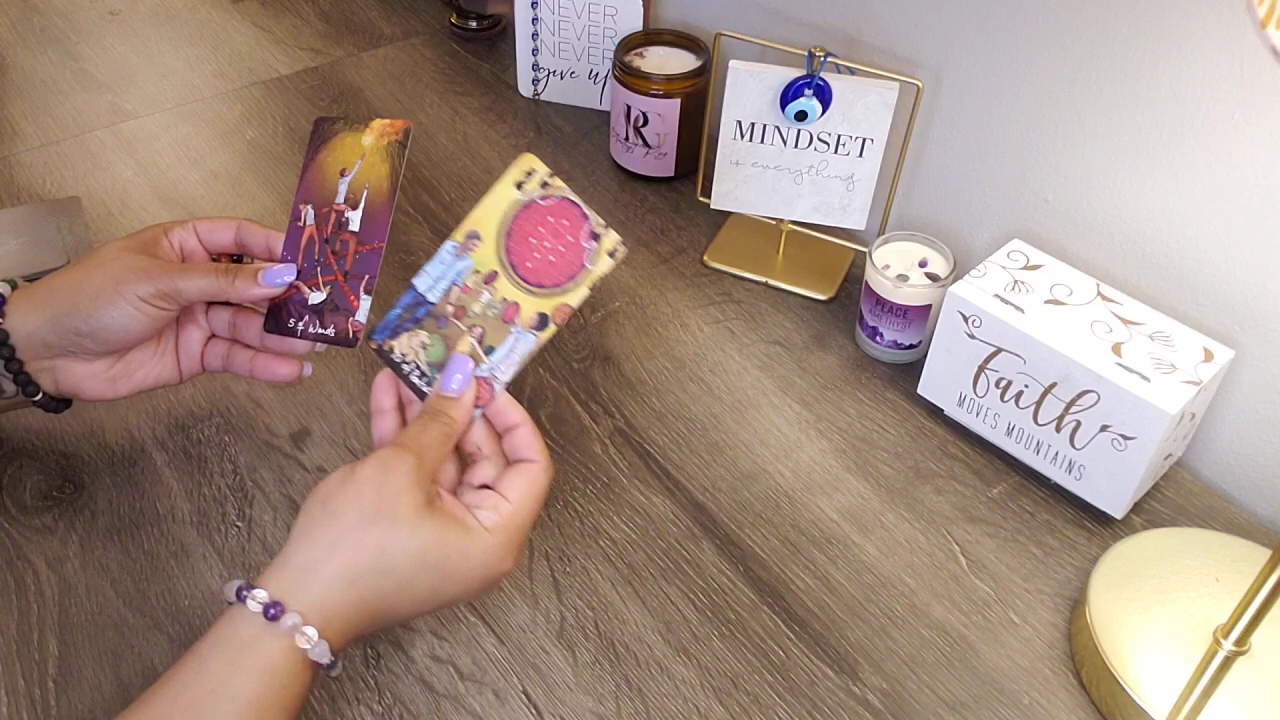 NEVER
NEVER
NEVER
give up
MINDSET
is everything
PEACE
AMETHYST
Faith
MOVES MOUNTAINS
5 of Wands